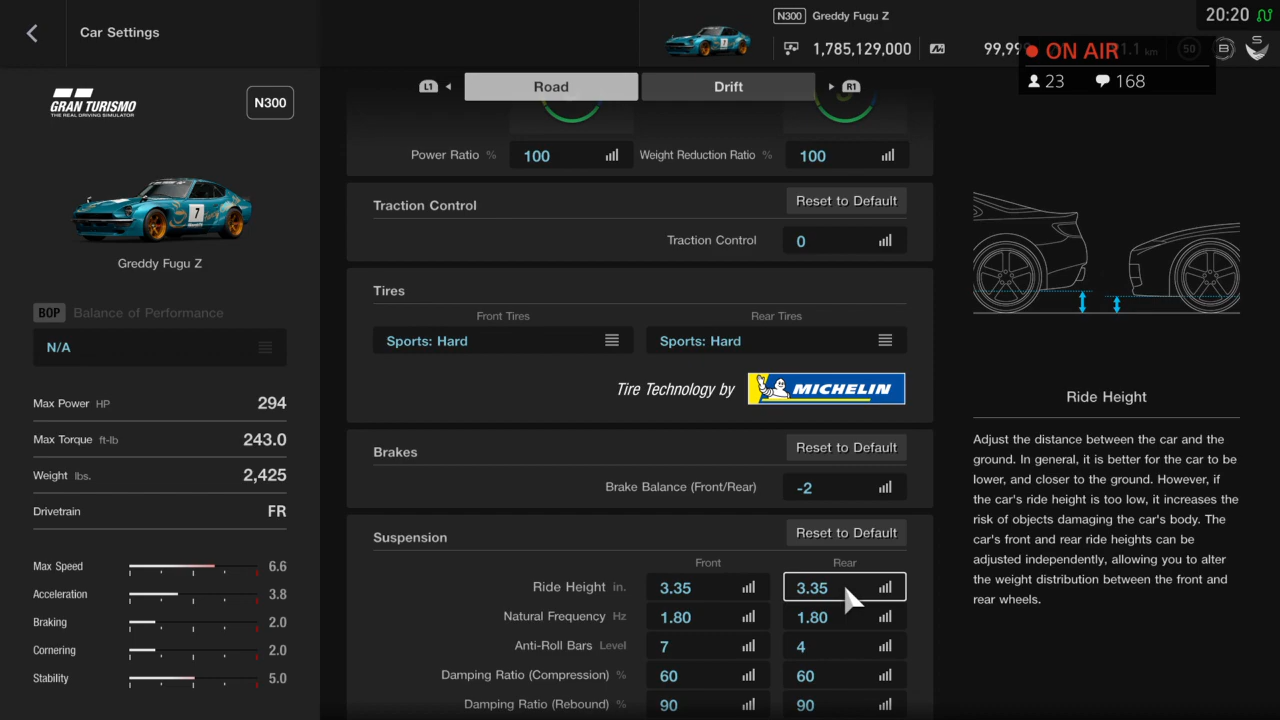 Car Settings
N300 Greddy Fugu Z
20:20
1,785,129,000
ON AIR
23 168
50
B
S
L1 Road Drift R1
GRAN TURISMO
THE REAL DRIVING SIMULATOR
N300
7
Greddy Fugu Z
BOP Balance of Performance
N/A
Max Power HP 294
Max Torque ft-lb 243.0
Weight lbs. 2,425
Drivetrain FR
Max Speed 6.6
Acceleration 3.8
Braking 2.0
Cornering 2.0
Stability 5.0
Power Ratio % 100 Weight Reduction Ratio % 100
Traction Control Reset to Default
Traction Control 0
Tires
Front Tires Rear Tires
Sports: Hard Sports: Hard
Tire Technology by MICHELIN
Brakes Reset to Default
Brake Balance (Front/Rear) -2
Suspension Reset to Default
Front Rear
Ride Height in. 3.35 3.35
Natural Frequency Hz 1.80 1.80
Anti-Roll Bars Level 7 4
Damping Ratio (Compression) % 60 60
Damping Ratio (Rebound) % 90 90
Ride Height
Adjust the distance between the car and the
ground. In general, it is better for the car to be
lower, and closer to the ground. However, if
the car's ride height is too low, it increases the
risk of objects damaging the car's body. The
car's front and rear ride heights can be
adjusted independently, allowing you to alter
the weight distribution between the front and
rear wheels.